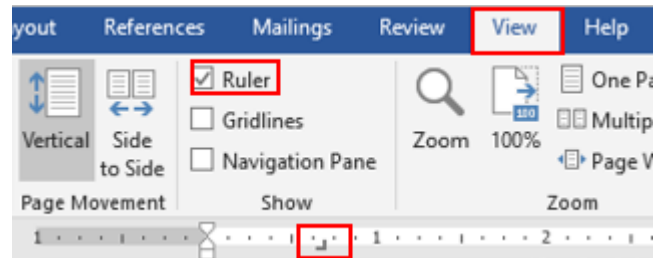 yout References Mailings Review View Help
Ruler One Pa
Gridlines Multip
Vertical Side to Side Navigation Pane Zoom 100% Page W
100
Page Movement Show Zoom
1 1 2